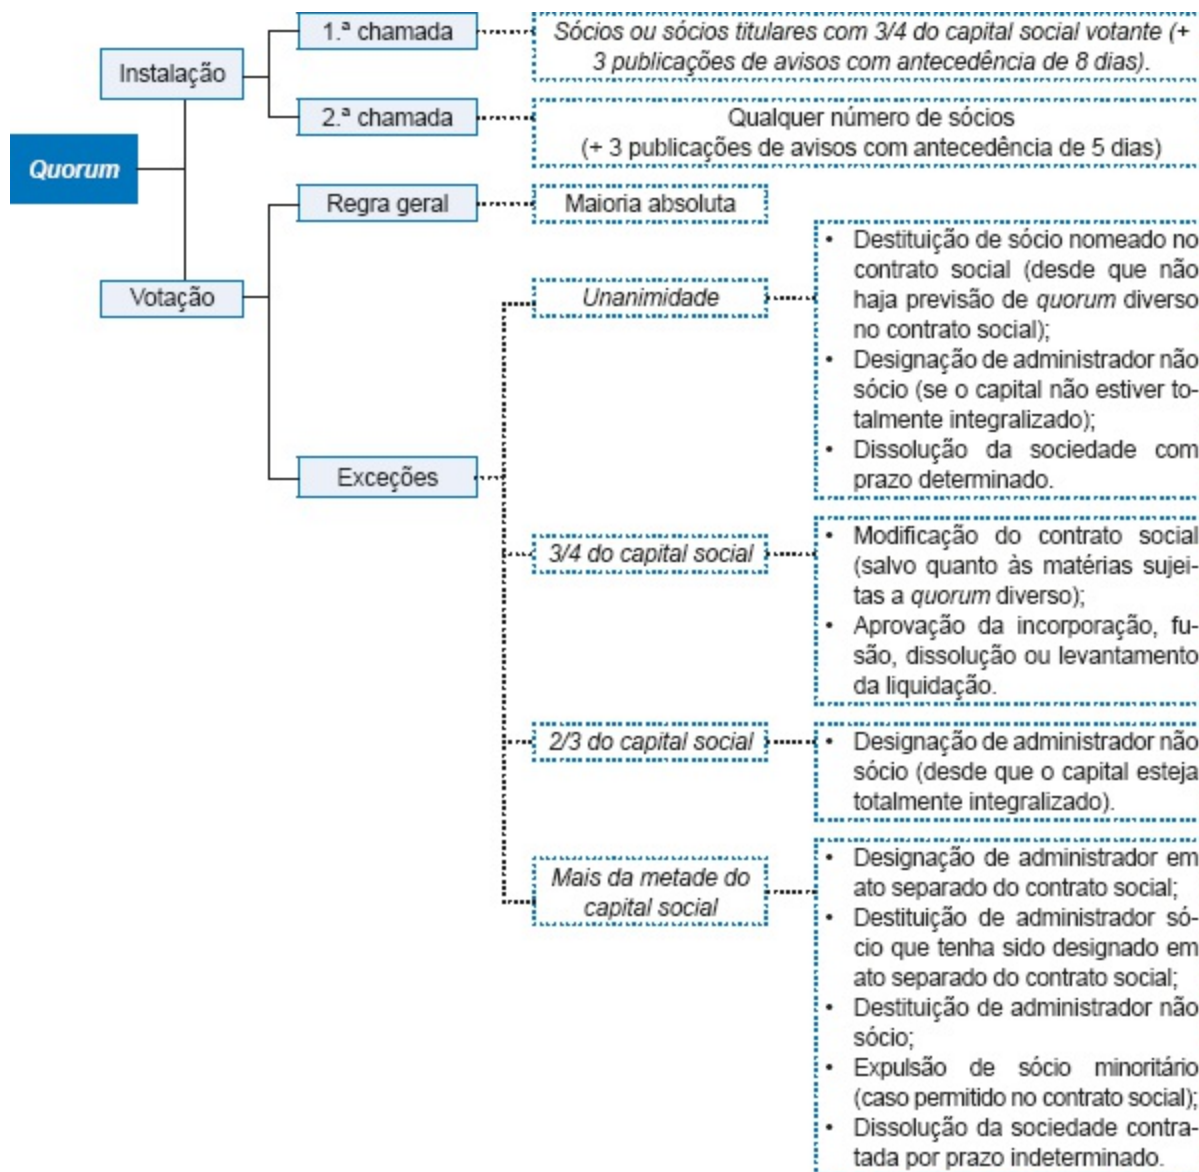 Quorum
Instalação
1.ª chamada
Sócios ou sócios titulares com 3/4 do capital social votante (+
3 publicações de avisos com antecedência de 8 dias).
2.ª chamada
Qualquer número de sócios
(+ 3 publicações de avisos com antecedência de 5 dias)
Votação
Regra geral
Maioria absoluta
Exceções
Unanimidade
• Destituição de sócio nomeado no
contrato social (desde que não
haja previsão de quorum diverso
no contrato social);
• Designação de administrador não
sócio (se o capital não estiver to-
talmente integralizado);
• Dissolução da sociedade com
prazo determinado.
3/4 do capital social
• Modificação do contrato social
(salvo quanto às matérias sujei-
tas a quorum diverso);
• Aprovação da incorporação, fu-
são, dissolução ou levantamento
da liquidação.
2/3 do capital social
• Designação de administrador não
sócio (desde que o capital esteja
totalmente integralizado).
Mais da metade do
capital social
• Designação de administrador em
ato separado do contrato social;
• Destituição de administrador só-
cio que tenha sido designado em
ato separado do contrato social;
• Destituição de administrador não
sócio;
• Expulsão de sócio minoritário
(caso permitido no contrato social);
• Dissolução da sociedade contra-
tada por prazo indeterminado.